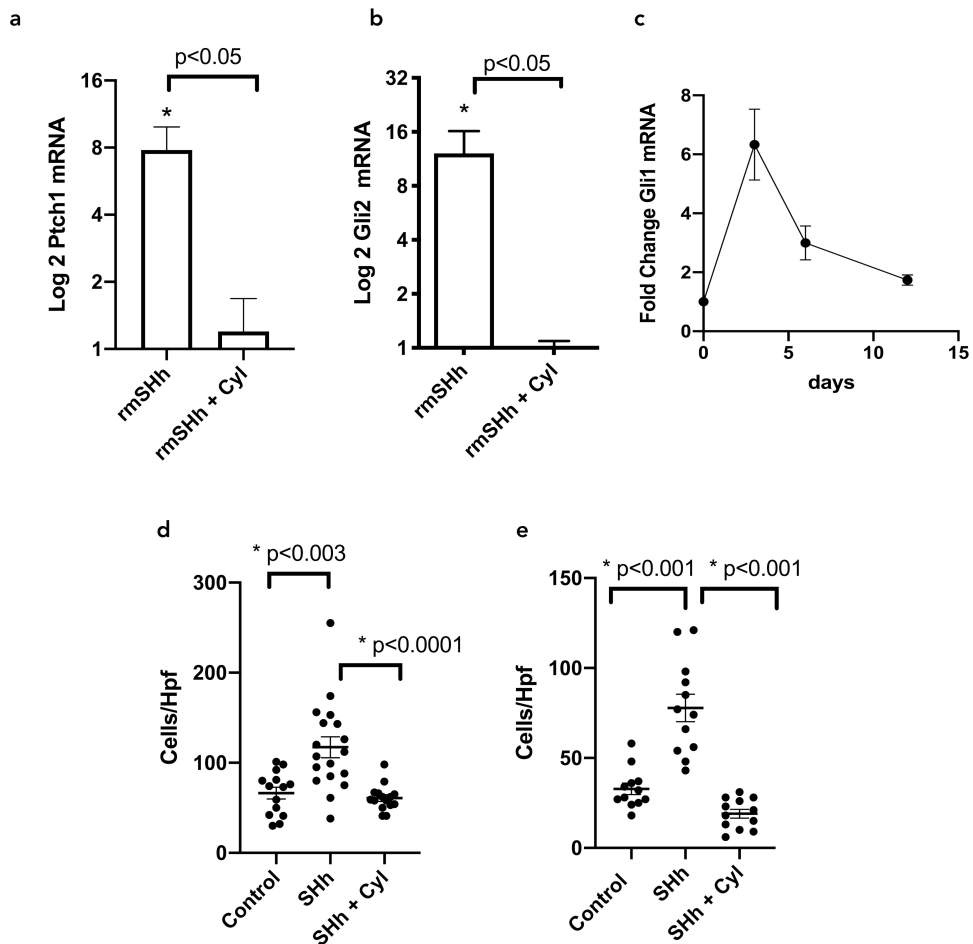 a
p<0.05
16
8
4
2
1
*
Log 2 Ptch1 mRNA
rmSHh
rmSHh + Cyl
b
p<0.05
32
16
8
4
2
1
*
Log 2 Gli2 mRNA
rmSHh
rmSHh + Cyl
c
8
6
4
2
0
Fold Change Gli1 mRNA
0
5
10
15
days
d
* p<0.003
* p<0.0001
300
200
100
0
Cells/Hpf
Control
SHh
SHh + Cyl
e
* p<0.001
* p<0.001
150
100
50
0
Cells/Hpf
Control
SHh
SHh + Cyl